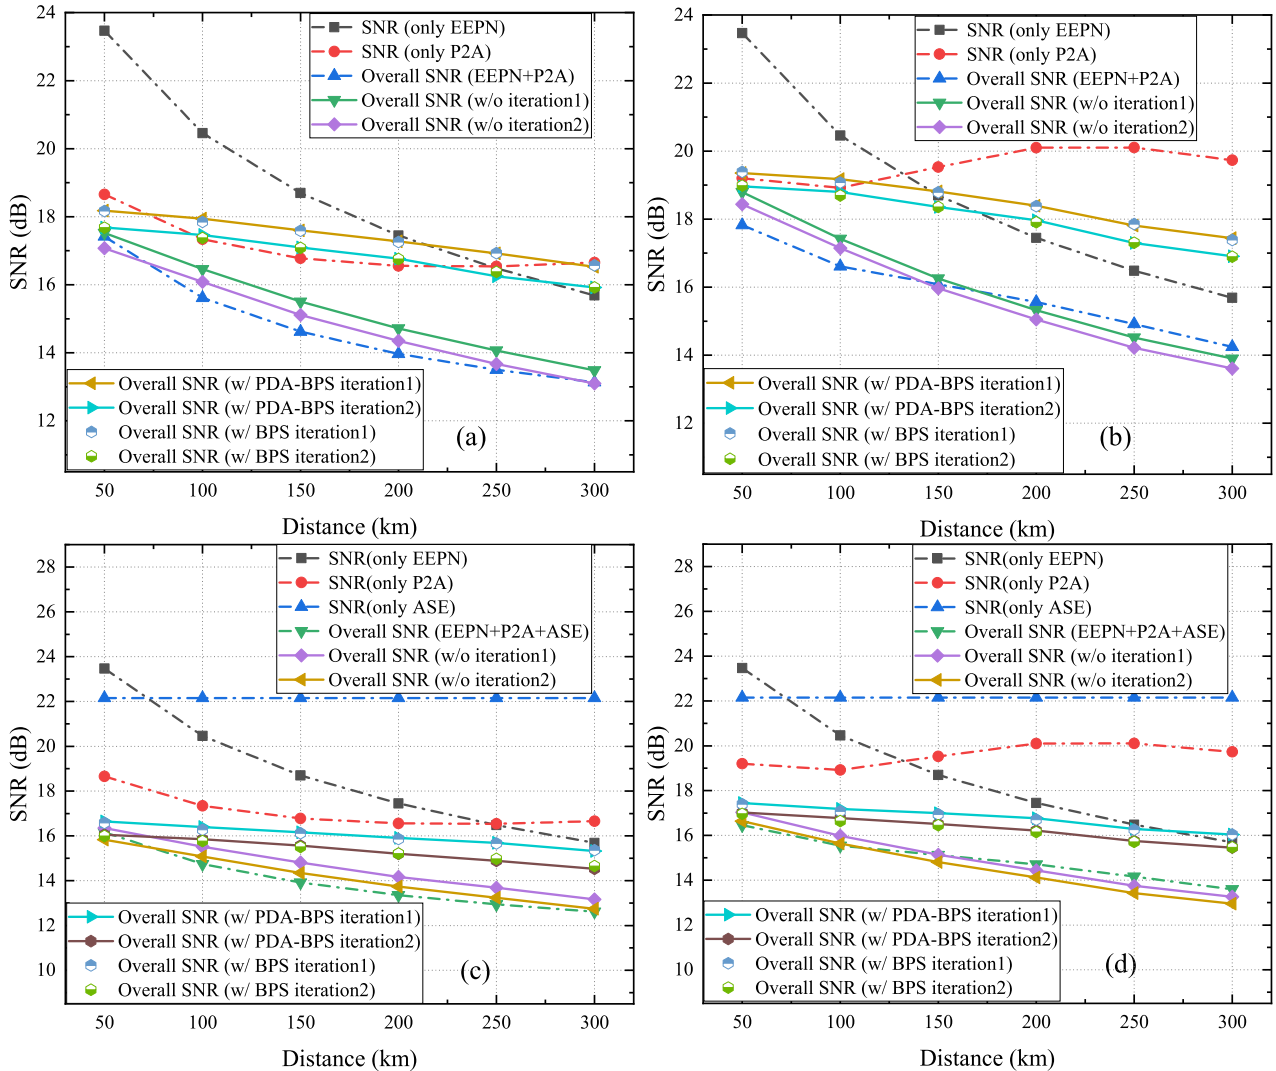 24
22
20
18
16
14
12
SNR (dB)
SNR (only EEPN)
SNR (only P2A)
Overall SNR (EEPN+P2A)
Overall SNR (w/o iteration1)
Overall SNR (w/o iteration2)
Overall SNR (w/ PDA-BPS iteration1)
Overall SNR (w/ PDA-BPS iteration2)
Overall SNR (w/ BPS iteration1)
Overall SNR (w/ BPS iteration2)
(a)
50 100 150 200 250 300
Distance (km)
24
22
20
18
16
14
12
SNR (dB)
SNR (only EEPN)
SNR (only P2A)
Overall SNR (EEPN+P2A)
Overall SNR (w/o iteration1)
Overall SNR (w/o iteration2)
Overall SNR (w/ PDA-BPS iteration1)
Overall SNR (w/ PDA-BPS iteration2)
Overall SNR (w/ BPS iteration1)
Overall SNR (w/ BPS iteration2)
(b)
50 100 150 200 250 300
Distance (km)
28
26
24
22
20
18
16
14
12
10
SNR (dB)
SNR(only EEPN)
SNR(only P2A)
SNR(only ASE)
Overall SNR (EEPN+P2A+ASE)
Overall SNR (w/o iteration1)
Overall SNR (w/o iteration2)
Overall SNR (w/ PDA-BPS iteration1)
Overall SNR (w/ PDA-BPS iteration2)
Overall SNR (w/ BPS iteration1)
Overall SNR (w/ BPS iteration2)
(c)
50 100 150 200 250 300
Distance (km)
28
26
24
22
20
18
16
14
12
10
SNR (dB)
SNR(only EEPN)
SNR(only P2A)
SNR(only ASE)
Overall SNR (EEPN+P2A+ASE)
Overall SNR (w/o iteration1)
Overall SNR (w/o iteration2)
Overall SNR (w/ PDA-BPS iteration1)
Overall SNR (w/ PDA-BPS iteration2)
Overall SNR (w/ BPS iteration1)
Overall SNR (w/ BPS iteration2)
(d)
50 100 150 200 250 300
Distance (km)